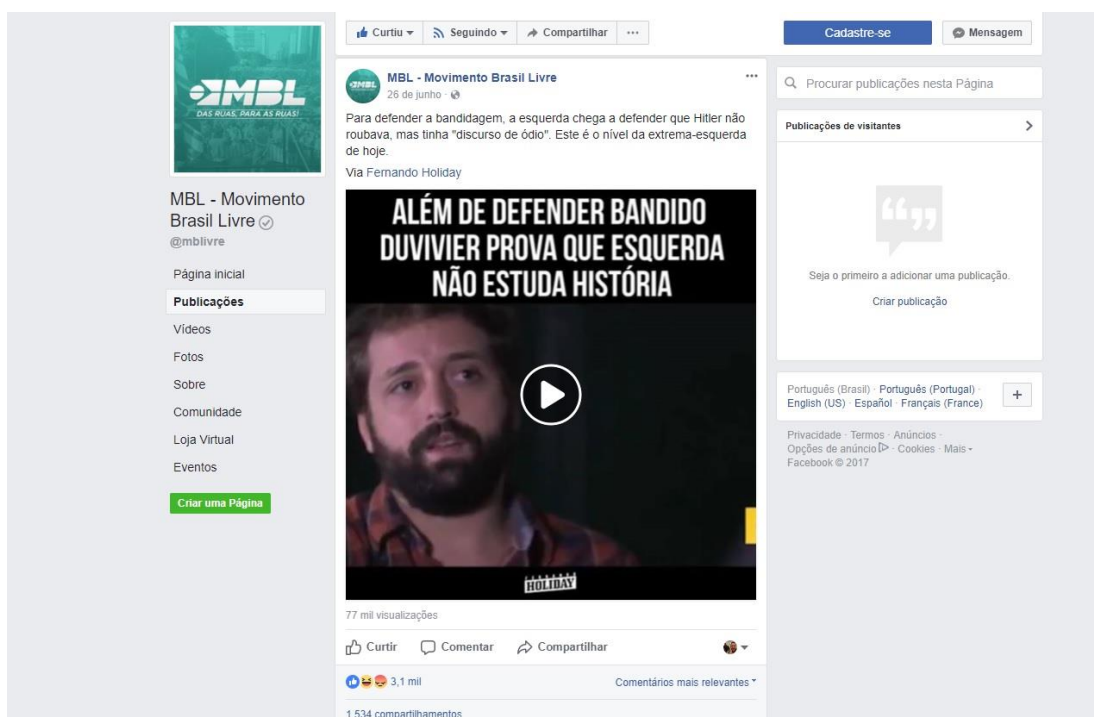 MBL
DAS RUAS, PARA AS RUAS!
MBL - Movimento
Brasil Livre
@mblivre
Página inicial
Publicações
Vídeos
Fotos
Sobre
Comunidade
Loja Virtual
Eventos
Criar uma Página
Curtiu
Seguindo
Compartilhar
MBL - Movimento Brasil Livre
26 de junho ·
Para defender a bandidagem, a esquerda chega a defender que Hitler não
roubava, mas tinha "discurso de ódio". Este é o nível da extrema-esquerda
de hoje.
Via Fernando Holiday
ALÉM DE DEFENDER BANDIDO
DUVIVIER PROVA QUE ESQUERDA
NÃO ESTUDA HISTÓRIA
HOLIDAY
77 mil visualizações
Curtir
Comentar
Compartilhar
3,1 mil
Comentários mais relevantes
1.534 compartilhamentos
Cadastre-se
Mensagem
Procurar publicações nesta Página
Publicações de visitantes
Seja o primeiro a adicionar uma publicação.
Criar publicação
Português (Brasil) · Português (Portugal) ·
English (US) · Español · Français (France)
Privacidade · Termos · Anúncios ·
Opções de anúncio · Cookies · Mais
Facebook © 2017